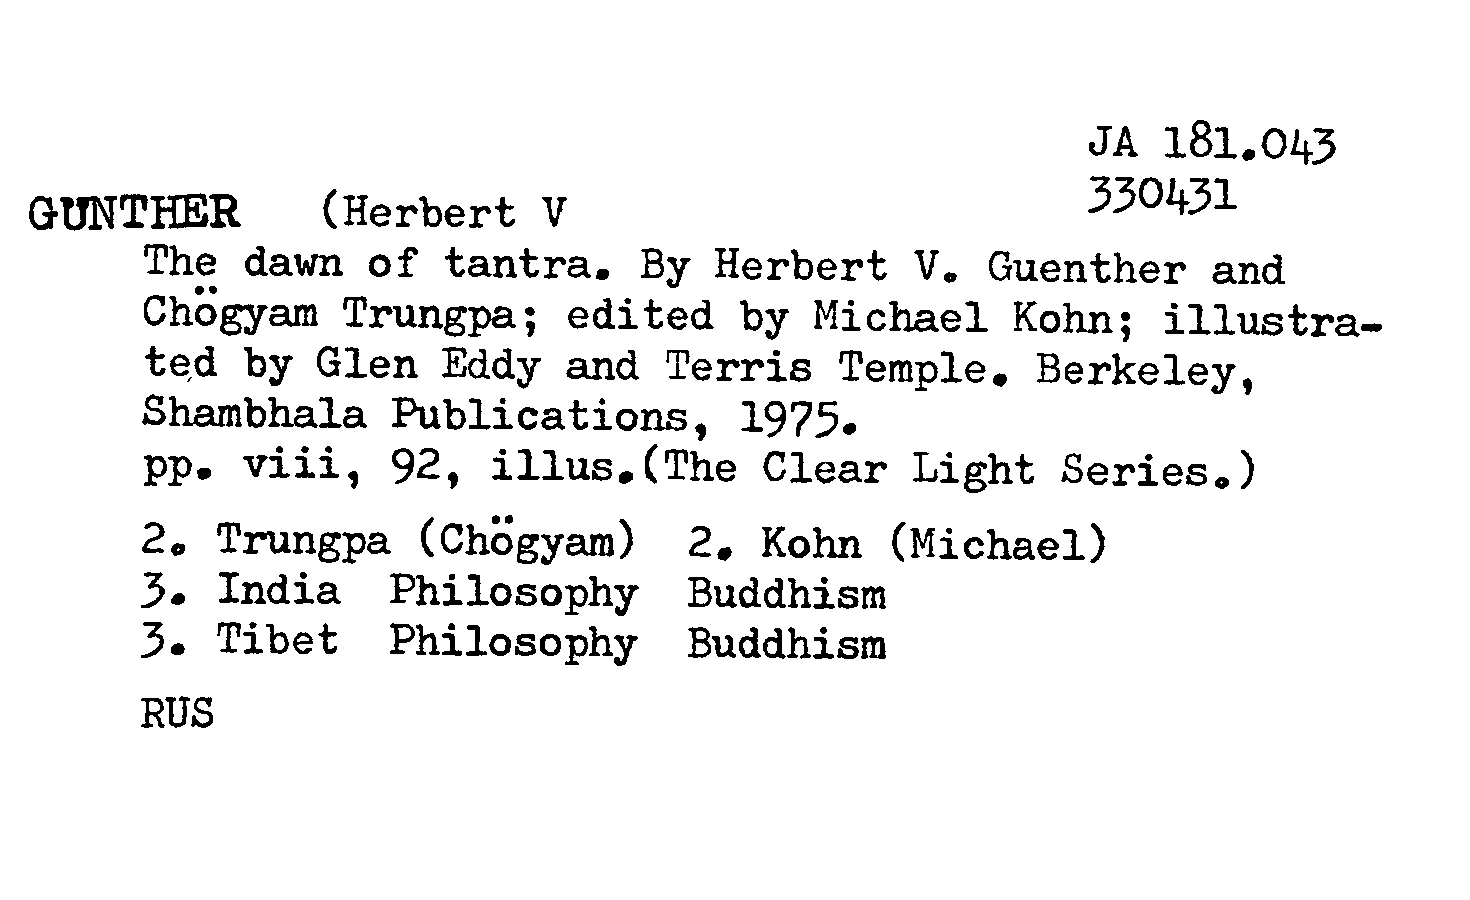 JA 181.043
330431
GUNTHER (Herbert V
The dawn of tantra. By Herbert V. Guenther and
Chögyam Trungpa; edited by Michael Kohn; illustra-
ted by Glen Eddy and Terris Temple. Berkeley,
Shambhala Publications, 1975.
pp. viii, 92, illus.(The Clear Light Series.)
2. Trungpa (Chögyam) 2. Kohn (Michael)
3. India Philosophy Buddhism
3. Tibet Philosophy Buddhism
RUS